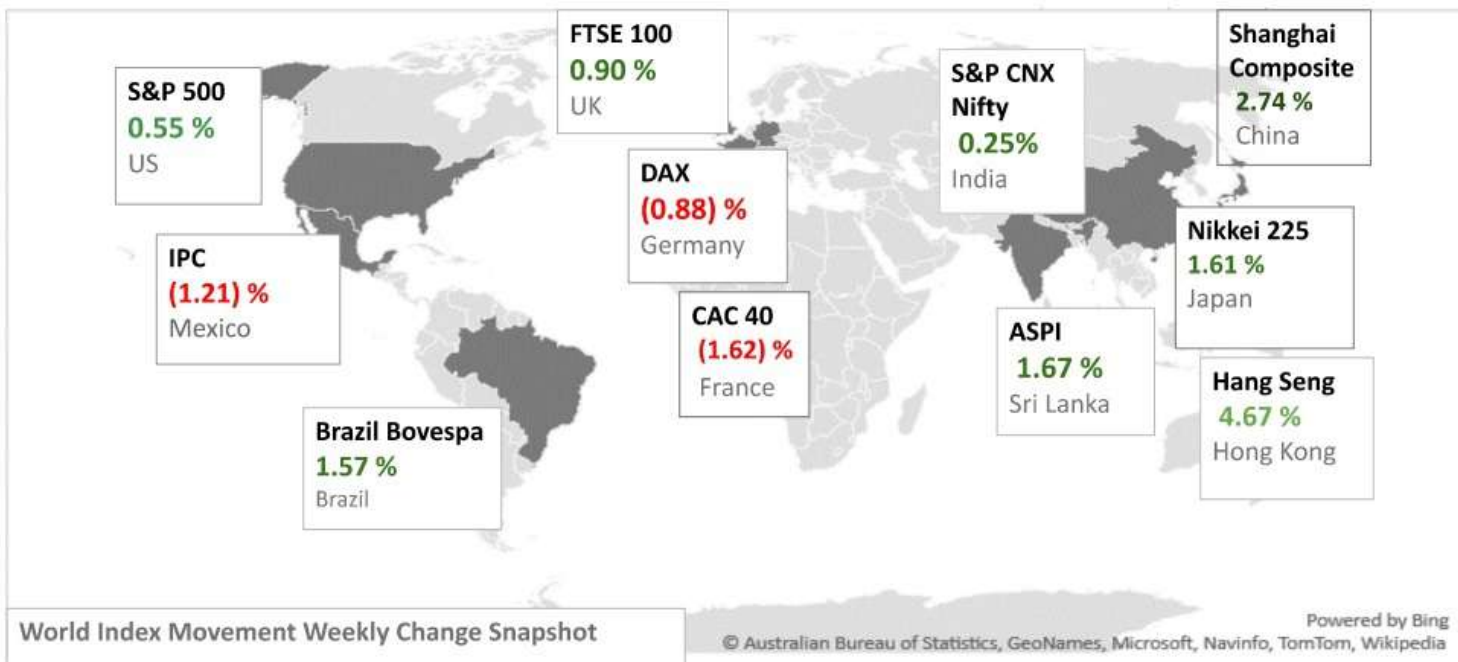 S&P 500
0.55 %
US
FTSE 100
0.90 %
UK
S&P CNX
Nifty
0.25%
India
Shanghai
Composite
2.74 %
China
DAX
(0.88) %
Germany
IPC
(1.21) %
Mexico
Nikkei 225
1.61 %
Japan
CAC 40
(1.62) %
France
ASPI
1.67 %
Sri Lanka
Hang Seng
4.67 %
Hong Kong
Brazil Bovespa
1.57 %
Brazil
World Index Movement Weekly Change Snapshot
Powered by Bing
© Australian Bureau of Statistics, GeoNames, Microsoft, Navinfo, TomTom, Wikipedia